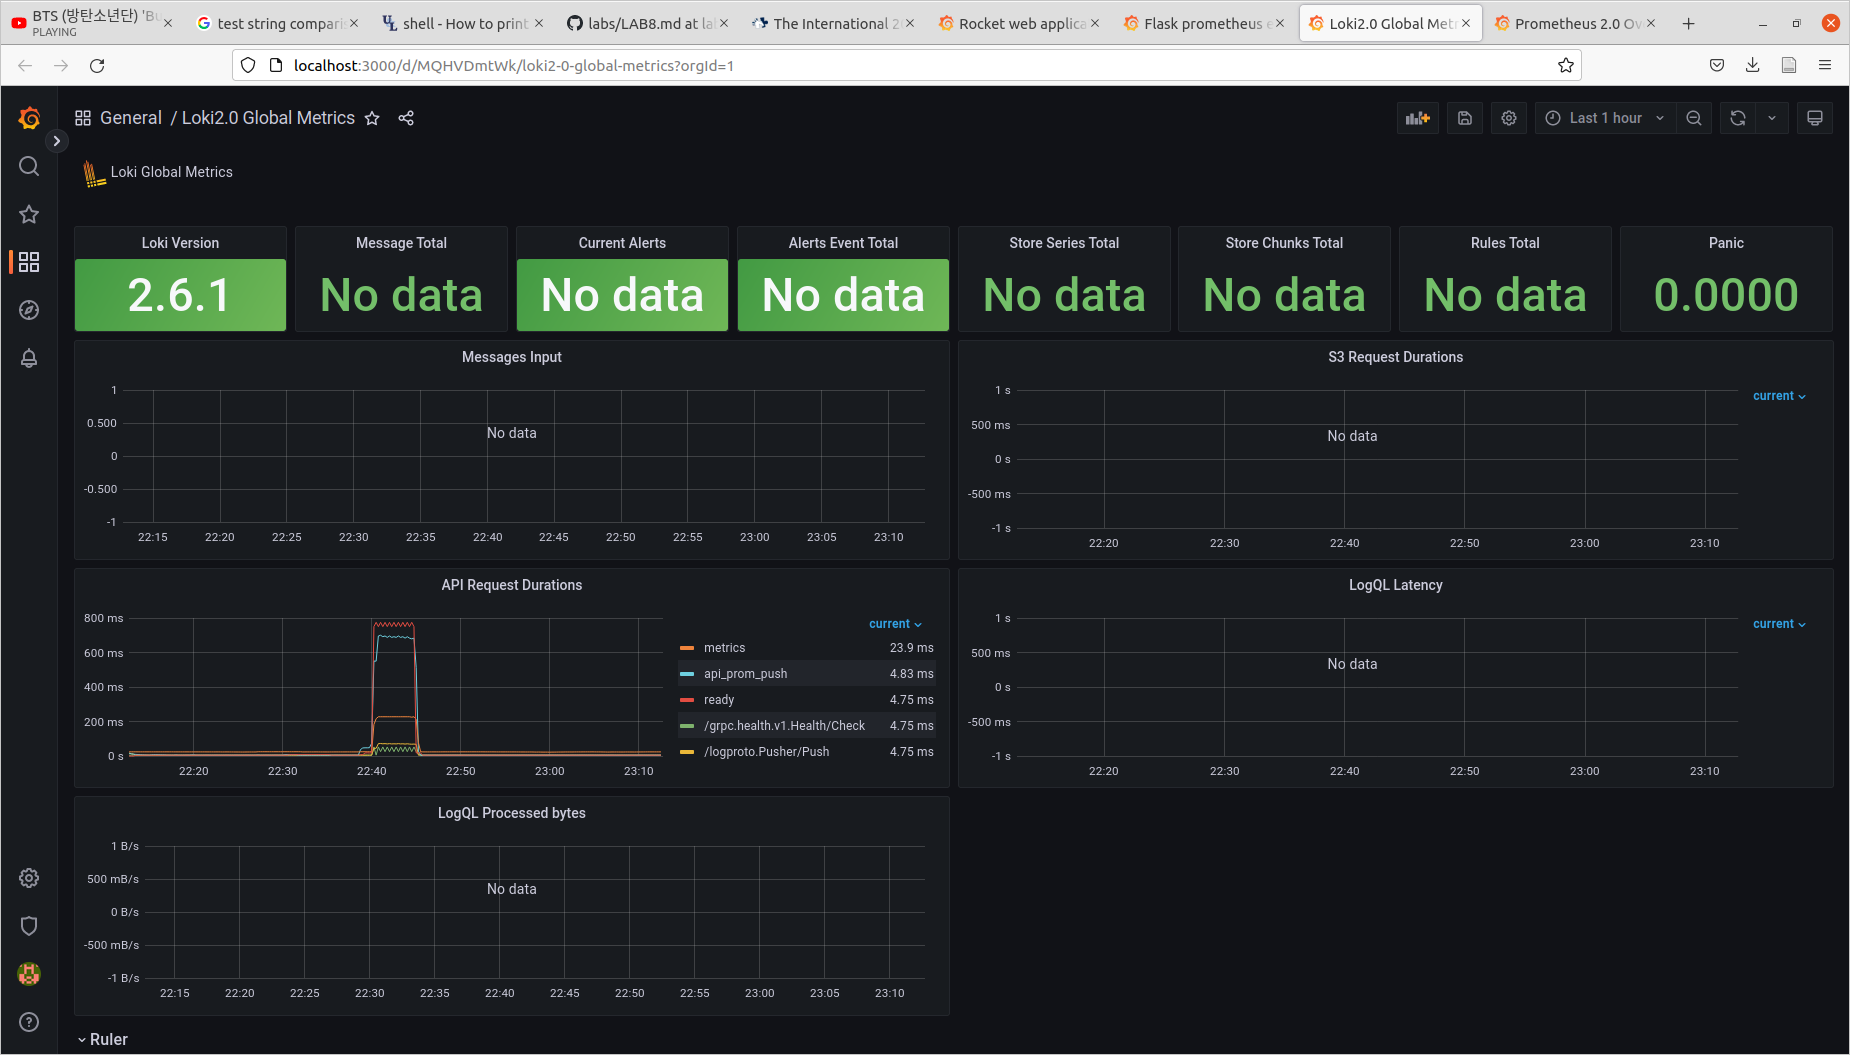 BTS (방탄소년단) 'Bu
PLAYING
test string comparis
shell - How to print
labs/LAB8.md at la
The International 2
Rocket web applica
Flask prometheus e
Loki2.0 Global Metr
Prometheus 2.0 Ov
localhost:3000/d/MQHVDmtWk/loki2-0-global-metrics?orgId=1
General / Loki2.0 Global Metrics
Last 1 hour
Loki Global Metrics
Loki Version
2.6.1
Message Total
No data
Current Alerts
No data
Alerts Event Total
No data
Store Series Total
No data
Store Chunks Total
No data
Rules Total
No data
Panic
0.0000
Messages Input
1
0.500
0
-0.500
-1
No data
22:15 22:20 22:25 22:30 22:35 22:40 22:45 22:50 22:55 23:00 23:05 23:10
S3 Request Durations
1 s
500 ms
0 s
-500 ms
-1 s
No data
22:20 22:30 22:40 22:50 23:00 23:10
current
API Request Durations
800 ms
600 ms
400 ms
200 ms
0 s
22:20 22:30 22:40 22:50 23:00 23:10
current
metrics 23.9 ms
api_prom_push 4.83 ms
ready 4.75 ms
/grpc.health.v1.Health/Check 4.75 ms
/logproto.Pusher/Push 4.75 ms
LogQL Latency
1 s
500 ms
0 s
-500 ms
-1 s
No data
22:20 22:30 22:40 22:50 23:00 23:10
current
LogQL Processed bytes
1 B/s
500 mB/s
0 B/s
-500 mB/s
-1 B/s
No data
22:15 22:20 22:25 22:30 22:35 22:40 22:45 22:50 22:55 23:00 23:05 23:10
Ruler